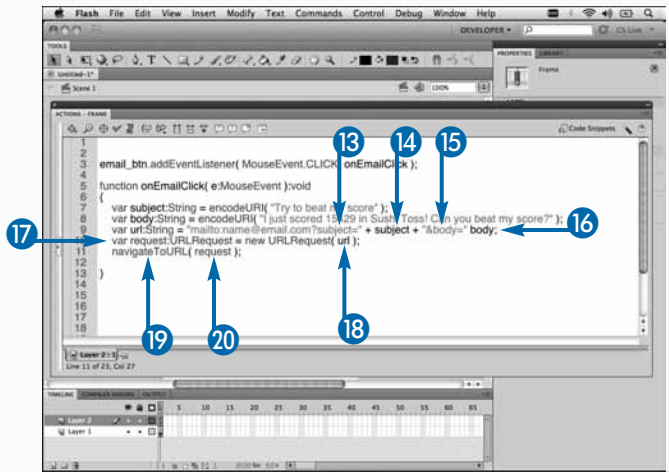 Flash File Edit View Insert Modify Text Commands Control Debug Window Help
DEVELOPER CS Live
TOOLS
Untitled-1*
Scene 1
100%
PROPERTIES LIBRARY
Frame
ACTIONS - FRAME
Code Snippets
13 14 15
1
2
3 email_btn.addEventListener( MouseEvent.CLICK, onEmailClick );
4
5 function onEmailClick( e:MouseEvent ):void
6 {
7 var subject:String = encodeURI( "Try to beat my score" );
8 var body:String = encodeURI( "I just scored 15,429 in Sushi Toss! Can you beat my score?" );
9 var url:String = "mailto:name@email.com?subject=" + subject + "&body=" body;
16
17
10 var request:URLRequest = new URLRequest( url );
11 navigateToURL( request );
12
13 }
14
15
16
17
18
19 20 18
Layer 2 : 1
Line 11 of 23, Col 27
TIMELINE COMPILER ERRORS OUTPUT
1 5 10 15 20 25 30 35 40 45 50 55 60 65
Layer 2
Layer 1